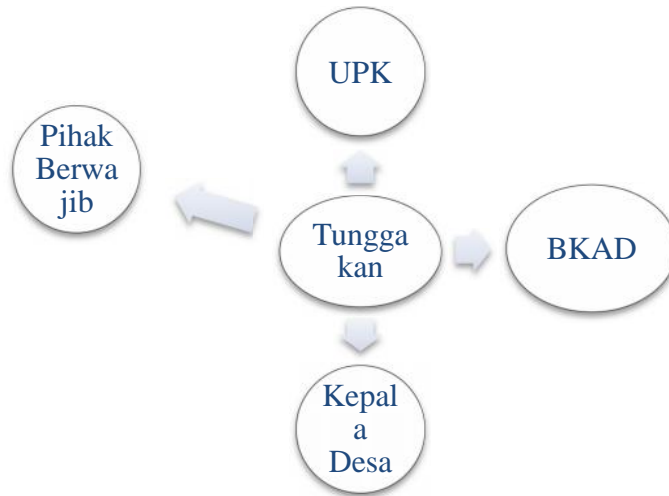 UPK
Pihak
Berwa
jib
Tungga
kan
BKAD
Kepal
a
Desa